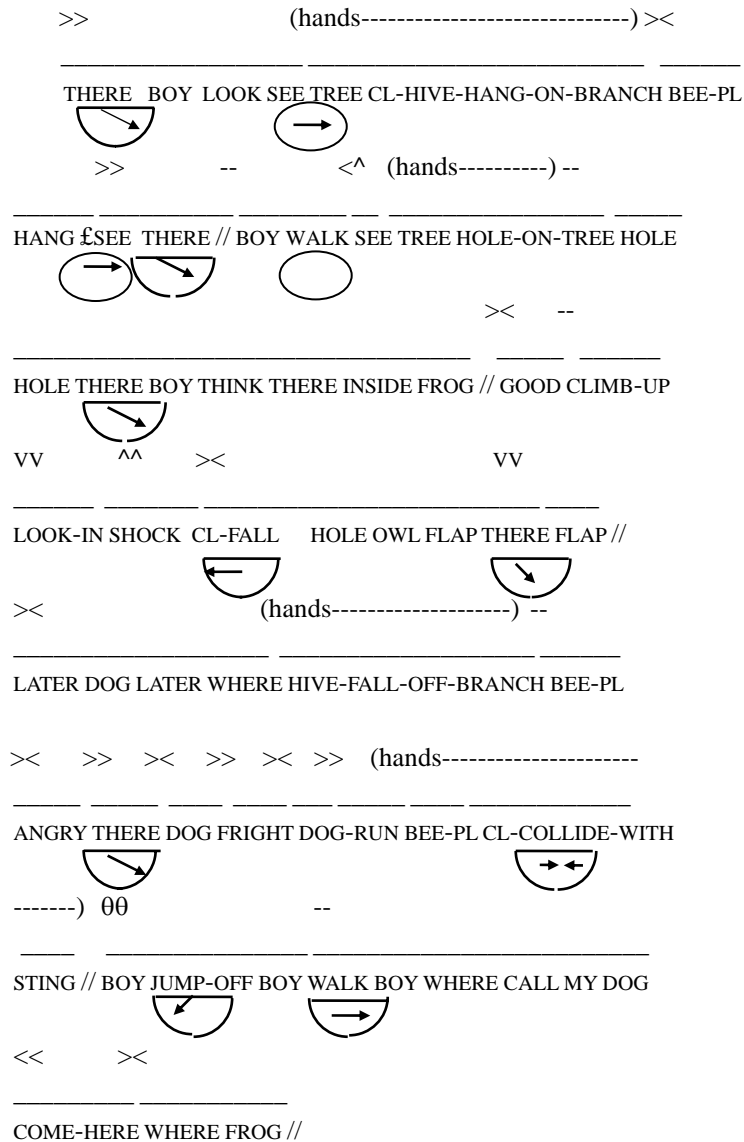 >> (hands------------------------------) ><
THERE BOY LOOK SEE TREE CL-HIVE-HANG-ON-BRANCH BEE-PL
>> -- <^ (hands----------) --
HANG £SEE THERE // BOY WALK SEE TREE HOLE-ON-TREE HOLE
>< --
HOLE THERE BOY THINK THERE INSIDE FROG // GOOD CLIMB-UP
VV ^^ >< VV
LOOK-IN SHOCK CL-FALL HOLE OWL FLAP THERE FLAP //
>< (hands--------------------) --
LATER DOG LATER WHERE HIVE-FALL-OFF-BRANCH BEE-PL
>< >> >< >> >< >> (hands----------------------
ANGRY THERE DOG FRIGHT DOG-RUN BEE-PL CL-COLLIDE-WITH
-------) θθ --
STING // BOY JUMP-OFF BOY WALK BOY WHERE CALL MY DOG
<< ><
COME-HERE WHERE FROG //